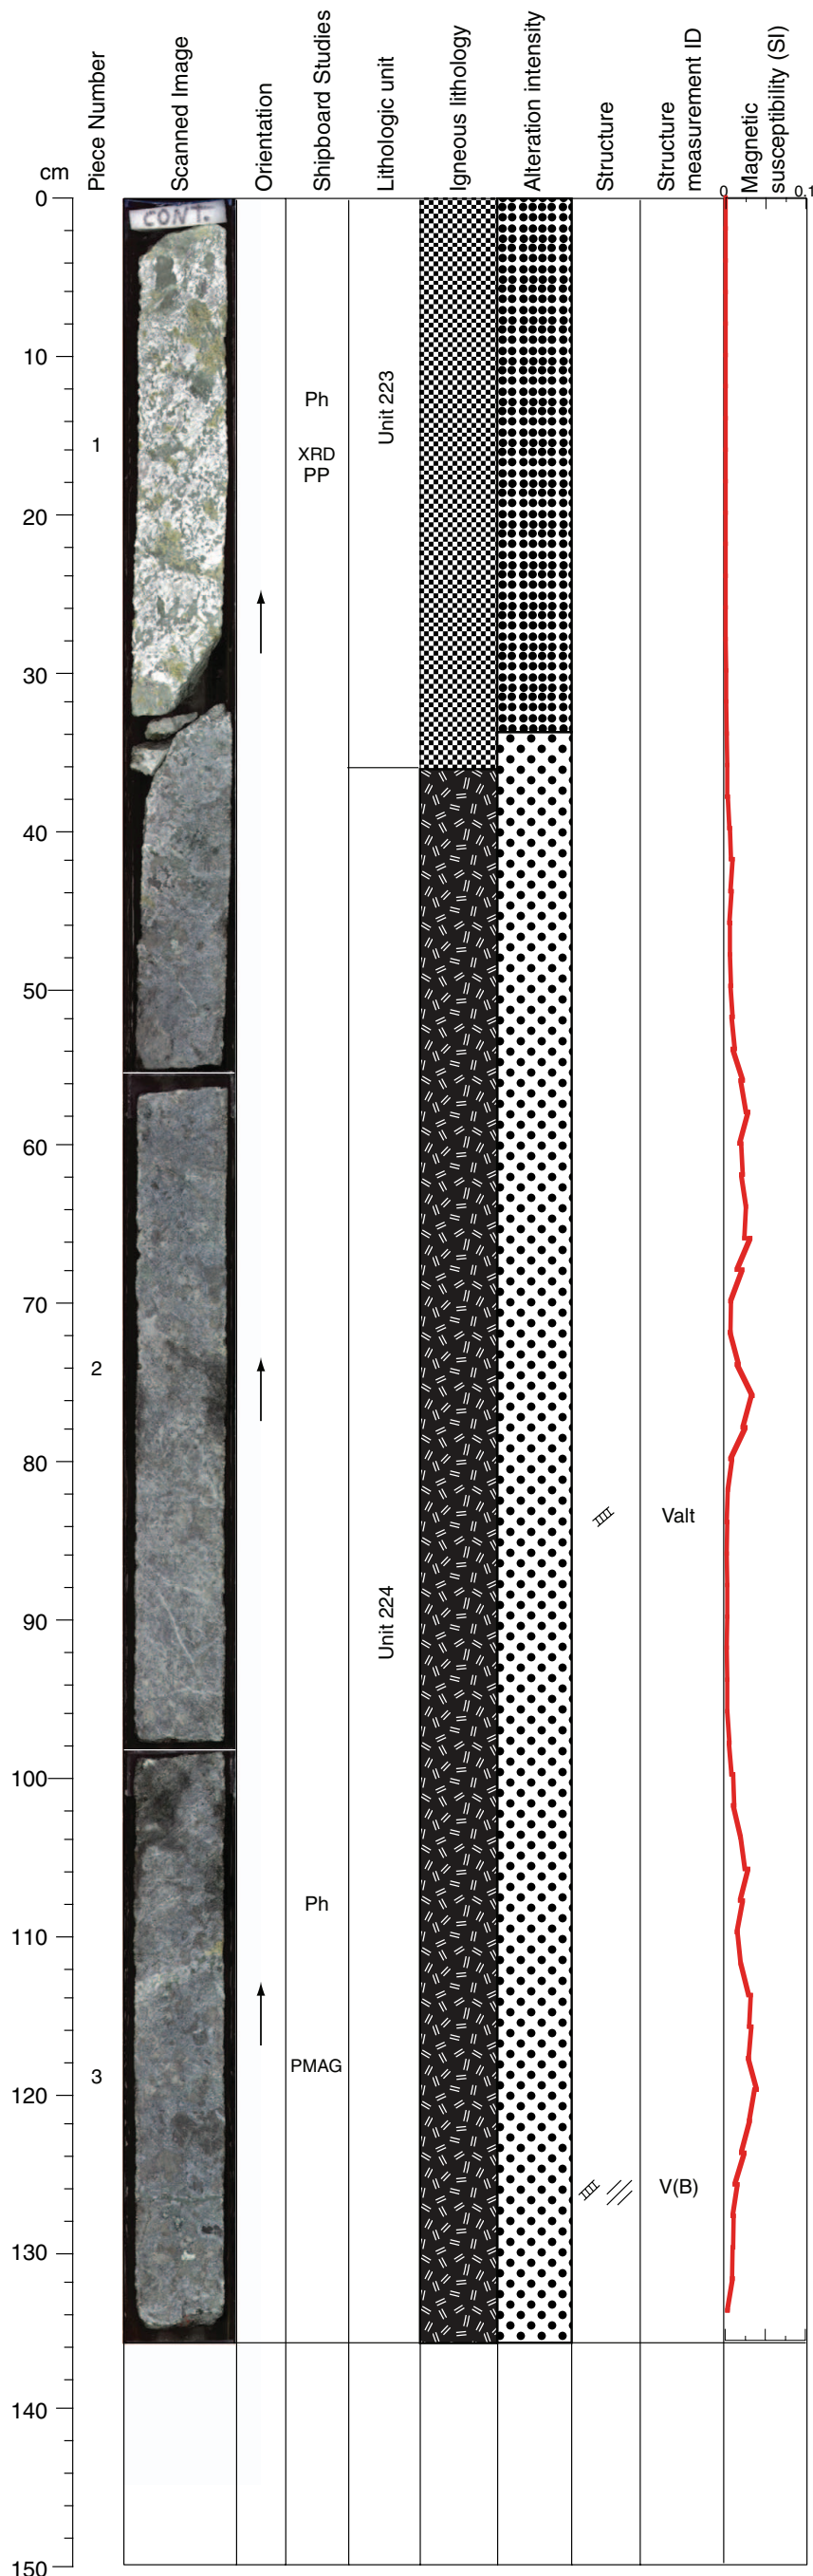 cm
Piece Number
Scanned Image
Orientation
Shipboard Studies
Lithologic unit
Igneous lithology
Alteration intensity
Structure
Structure
measurement ID
Magnetic
susceptibility (SI)
0
0.1
0
CONT.
10
Ph
Unit 223
1
XRD
PP
20
30
40
50
60
70
2
80
Valt
90
Unit 224
100
Ph
110
PMAG
3
120
V(B)
130
140
150